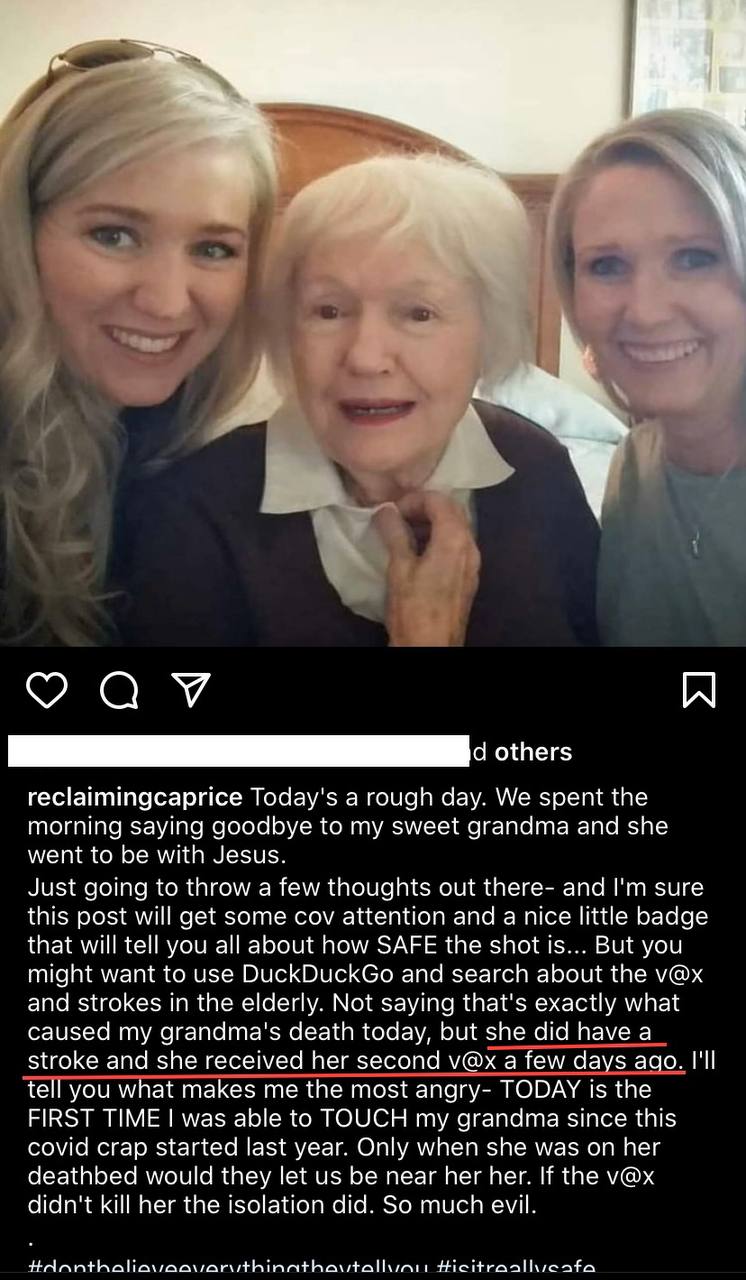 d others
reclaimingcaprice Today's a rough day. We spent the
morning saying goodbye to my sweet grandma and she
went to be with Jesus.
Just going to throw a few thoughts out there- and I'm sure
this post will get some cov attention and a nice little badge
that will tell you all about how SAFE the shot is... But you
might want to use DuckDuckGo and search about the v@x
and strokes in the elderly. Not saying that's exactly what
caused my grandma's death today, but she did have a
stroke and she received her second v@x a few days ago. I'll
tell you what makes me the most angry- TODAY is the
FIRST TIME I was able to TOUCH my grandma since this
covid crap started last year. Only when she was on her
deathbed would they let us be near her her. If the v@x
didn't kill her the isolation did. So much evil.
.
#dontbelieveeverythingtheytellyou #isitreallysafe